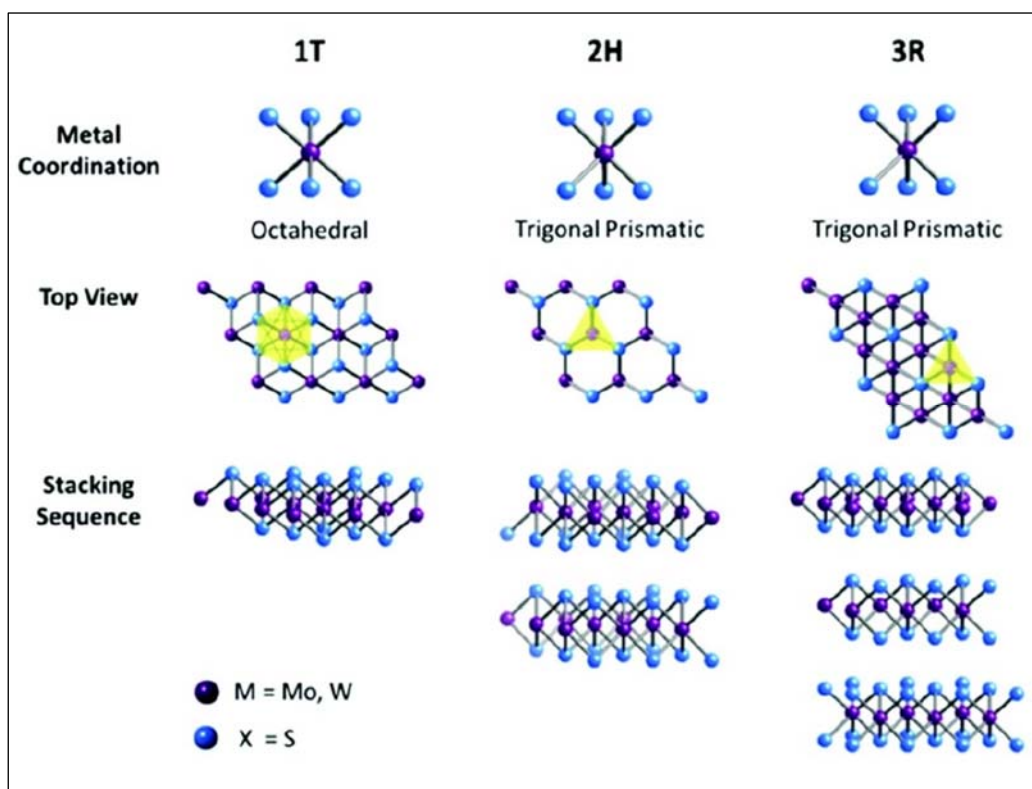 1T 2H 3R
Metal
Coordination
Octahedral Trigonal Prismatic Trigonal Prismatic
Top View
Stacking
Sequence
M = Mo, W
X = S